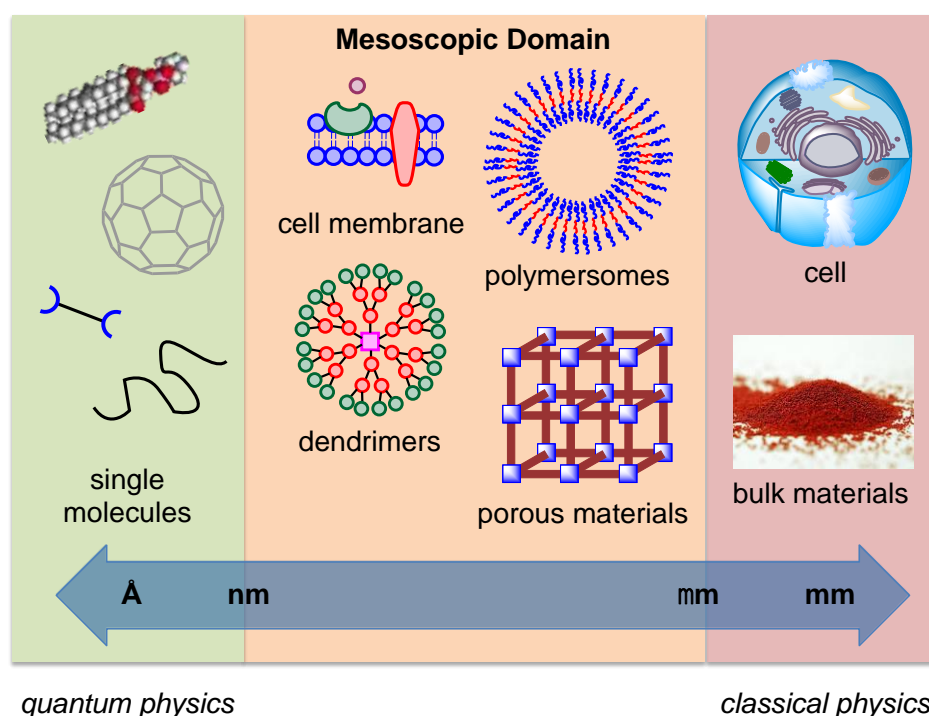 Mesoscopic Domain
cell membrane
polymersomes
cell
dendrimers
single
molecules
porous materials
bulk materials
Å nm mm mm
quantum physics
classical physics